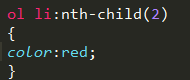 ol li:nth-child(2)
{
color:red;
}